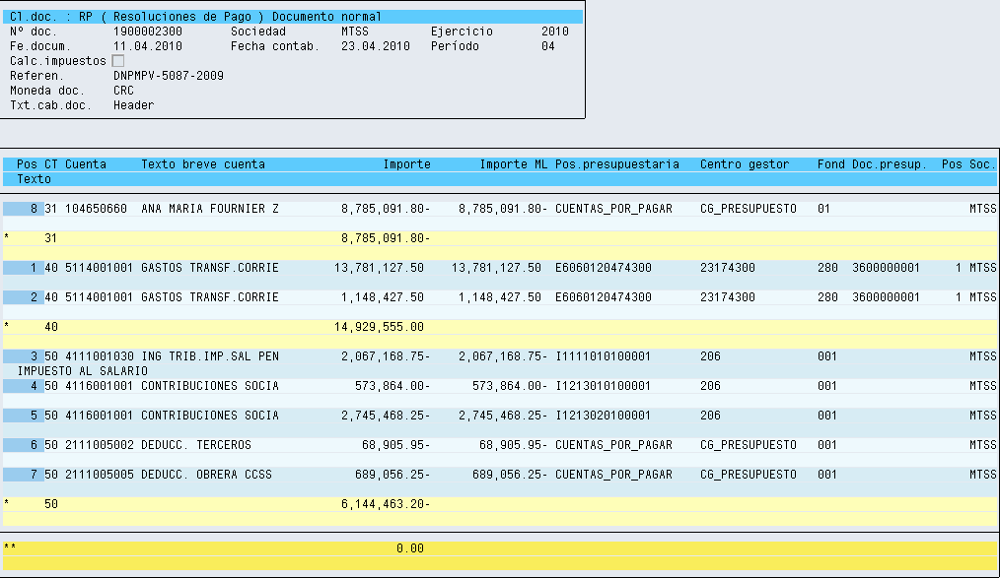 Cl.doc. : RP ( Resoluciones de Pago ) Documento normal
Nº doc. 1900002300 Sociedad MTSS Ejercicio 2010
Fe.docum. 11.04.2010 Fecha contab. 23.04.2010 Período 04
Calc.impuestos
Referen. DNPMPV-5087-2009
Moneda doc. CRC
Txt.cab.doc. Header
Pos CT Cuenta Texto breve cuenta Importe Importe ML Pos.presupuestaria Centro gestor Fond Doc.presup. Pos Soc.
Texto
8 31 104650660 ANA MARIA FOURNIER Z 8,785,091.80- 8,785,091.80- CUENTAS_POR_PAGAR CG_PRESUPUESTO 01 MTSS
* 31 8,785,091.80-
1 40 5114001001 GASTOS TRANSF.CORRIE 13,781,127.50 13,781,127.50 E6060120474300 23174300 280 3600000001 1 MTSS
2 40 5114001001 GASTOS TRANSF.CORRIE 1,148,427.50 1,148,427.50 E6060120474300 23174300 280 3600000001 1 MTSS
* 40 14,929,555.00
3 50 4111001030 ING TRIB.IMP.SAL PEN 2,067,168.75- 2,067,168.75- I1111010100001 206 001 MTSS
IMPUESTO AL SALARIO
4 50 4116001001 CONTRIBUCIONES SOCIA 573,864.00- 573,864.00- I1213010100001 206 001 MTSS
5 50 4116001001 CONTRIBUCIONES SOCIA 2,745,468.25- 2,745,468.25- I1213020100001 206 001 MTSS
6 50 2111005002 DEDUCC. TERCEROS 68,905.95- 68,905.95- CUENTAS_POR_PAGAR CG_PRESUPUESTO 001 MTSS
7 50 2111005005 DEDUCC. OBRERA CCSS 689,056.25- 689,056.25- CUENTAS_POR_PAGAR CG_PRESUPUESTO 001 MTSS
* 50 6,144,463.20-
** 0.00